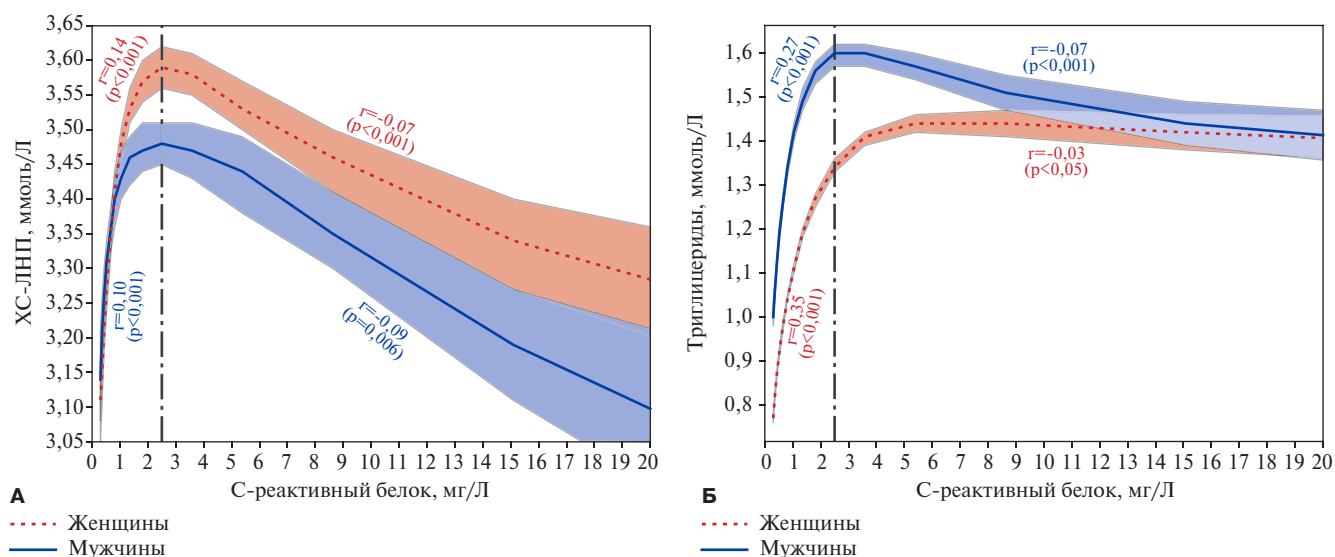 3,65
3,60
3,55
3,50
3,45
3,40
3,35
3,30
3,25
3,20
3,15
3,10
3,05
ХС-ЛНП, ммоль/Л
r=0,14
(p<0,001)
r=-0,07
(p<0,001)
r=0,10
(p<0,001)
r=-0,09
(p=0,006)
0 1 2 3 4 5 6 7 8 9 10 11 12 13 14 15 16 17 18 19 20
С-реактивный белок, мг/Л
А
Женщины
Мужчины
1,6
1,5
1,4
1,3
1,2
1,1
1,0
0,9
0,8
Триглицериды, ммоль/Л
r=0,27
(p<0,001)
r=-0,07
(p<0,001)
r=-0,03
(p<0,05)
r=0,35
(p<0,001)
0 1 2 3 4 5 6 7 8 9 10 11 12 13 14 15 16 17 18 19 20
С-реактивный белок, мг/Л
Б
Женщины
Мужчины